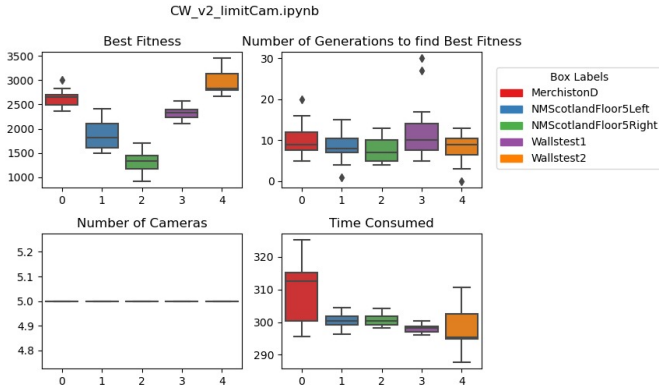 CW_v2_limitCam.ipynb
Best Fitness
3500
3000
2500
2000
1500
1000
0 1 2 3 4
Number of Generations to find Best Fitness
30
20
10
0
0 1 2 3 4
Box Labels
MerchistonD
NMScotlandFloor5Left
NMScotlandFloor5Right
Wallstest1
Wallstest2
Number of Cameras
5.2
5.1
5.0
4.9
4.8
0 1 2 3 4
Time Consumed
320
310
300
290
0 1 2 3 4